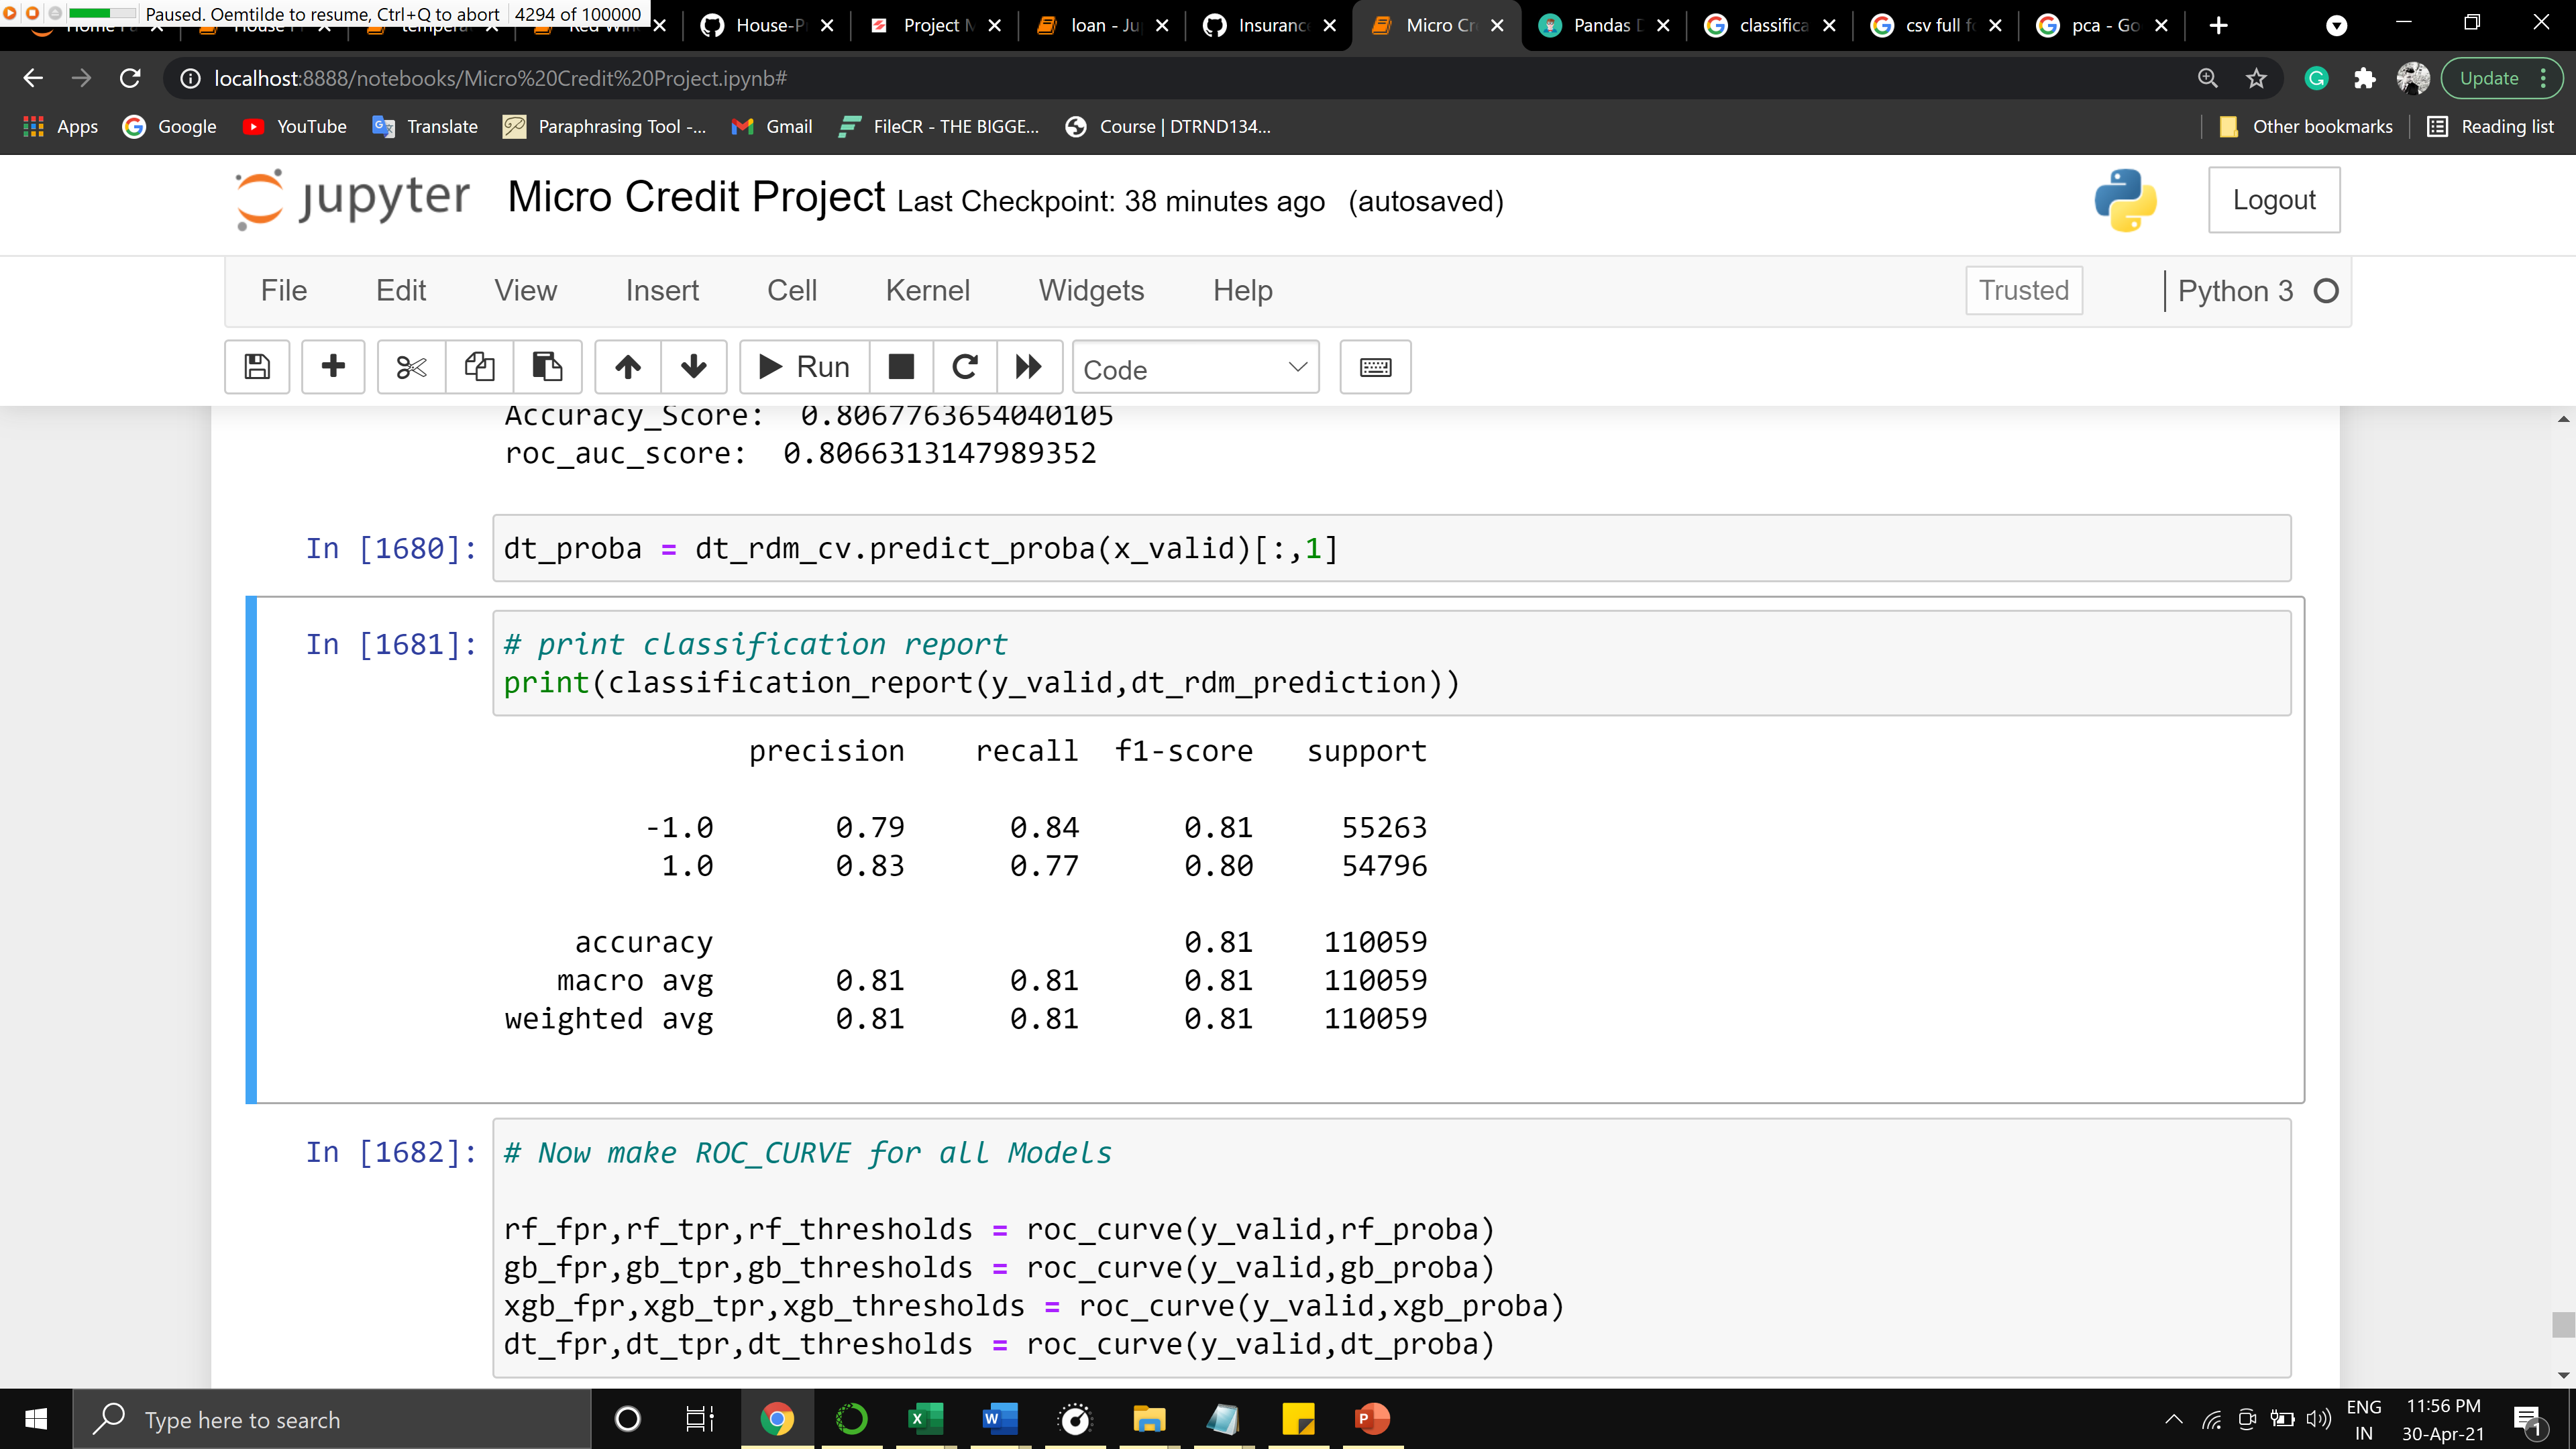 Paused. Oemtilde to resume, Ctrl+Q to abort 4294 of 100000
House-P Project M loan - Ju Insuranc Micro Cr Pandas D classifica csv full f pca - Go
localhost:8888/notebooks/Micro%20Credit%20Project.ipynb# Update
Apps Google YouTube Translate Paraphrasing Tool -... Gmail FileCR - THE BIGGE... Course | DTRND134... Other bookmarks Reading list
jupyter Micro Credit Project Last Checkpoint: 38 minutes ago (autosaved) Logout
File Edit View Insert Cell Kernel Widgets Help Trusted Python 3
Run Code
Accuracy_Score: 0.8067763654040105
roc_auc_score: 0.8066313147989352
In [1680]: dt_proba = dt_rdm_cv.predict_proba(x_valid)[:,1]
In [1681]: # print classification report
print(classification_report(y_valid,dt_rdm_prediction))
precision recall f1-score support
-1.0 0.79 0.84 0.81 55263
1.0 0.83 0.77 0.80 54796
accuracy 0.81 110059
macro avg 0.81 0.81 0.81 110059
weighted avg 0.81 0.81 0.81 110059
In [1682]: # Now make ROC_CURVE for all Models
rf_fpr,rf_tpr,rf_thresholds = roc_curve(y_valid,rf_proba)
gb_fpr,gb_tpr,gb_thresholds = roc_curve(y_valid,gb_proba)
xgb_fpr,xgb_tpr,xgb_thresholds = roc_curve(y_valid,xgb_proba)
dt_fpr,dt_tpr,dt_thresholds = roc_curve(y_valid,dt_proba)
Type here to search
ENG 11:56 PM
IN 30-Apr-21 1